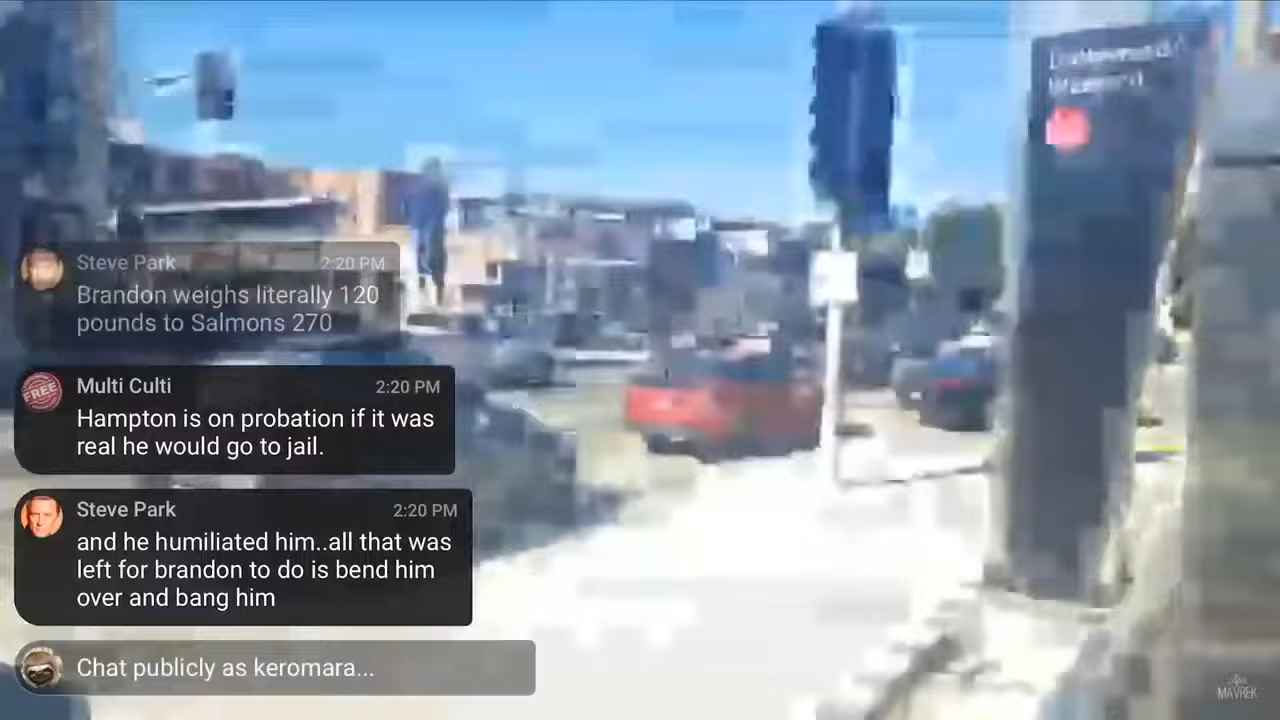 Steve Park 2:20 PM
Brandon weighs literally 120
pounds to Salmons 270
FREE
Multi Culti 2:20 PM
Hampton is on probation if it was
real he would go to jail.
Steve Park 2:20 PM
and he humiliated him..all that was
left for brandon to do is bend him
over and bang him
Chat publicly as keromara...
MAVREK